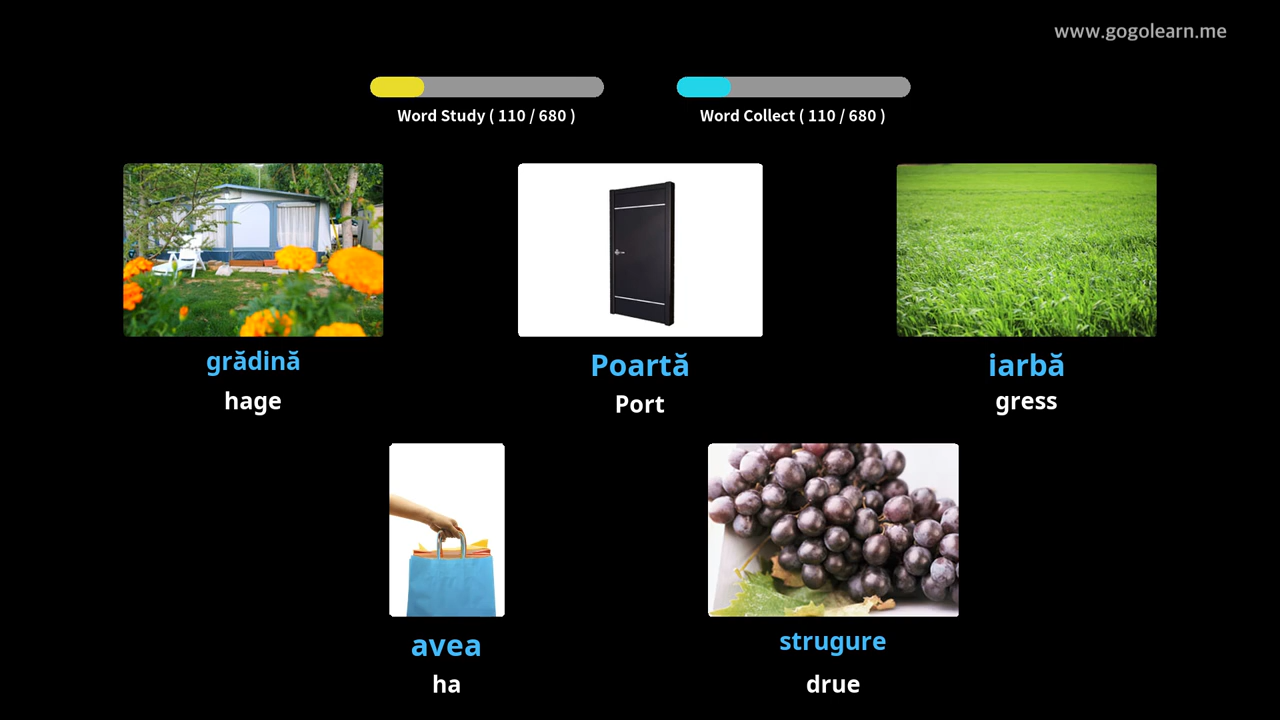 www.gogolearn.me
Word Study ( 110 / 680 )
Word Collect ( 110 / 680 )
grădină
hage
Poartă
Port
iarbă
gress
avea
ha
strugure
drue